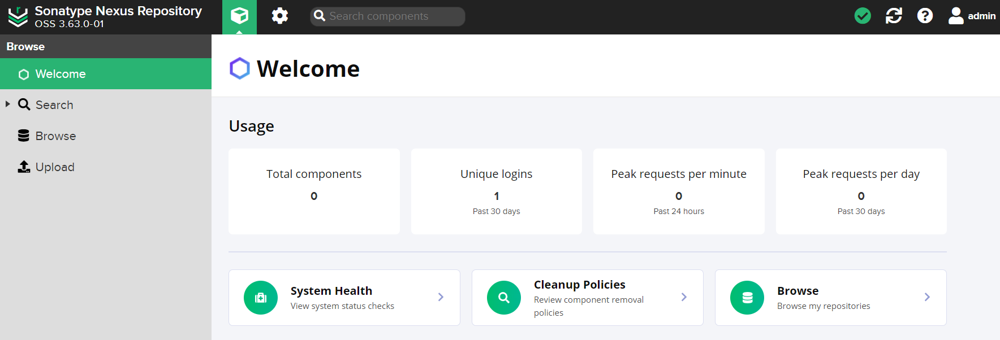 Sonatype Nexus Repository
OSS 3.63.0-01
Search components
admin
Browse
Welcome
Search
Browse
Upload
Welcome
Usage
Total components
0
Unique logins
1
Past 30 days
Peak requests per minute
0
Past 24 hours
Peak requests per day
0
Past 30 days
System Health
View system status checks
Cleanup Policies
Review component removal
policies
Browse
Browse my repositories